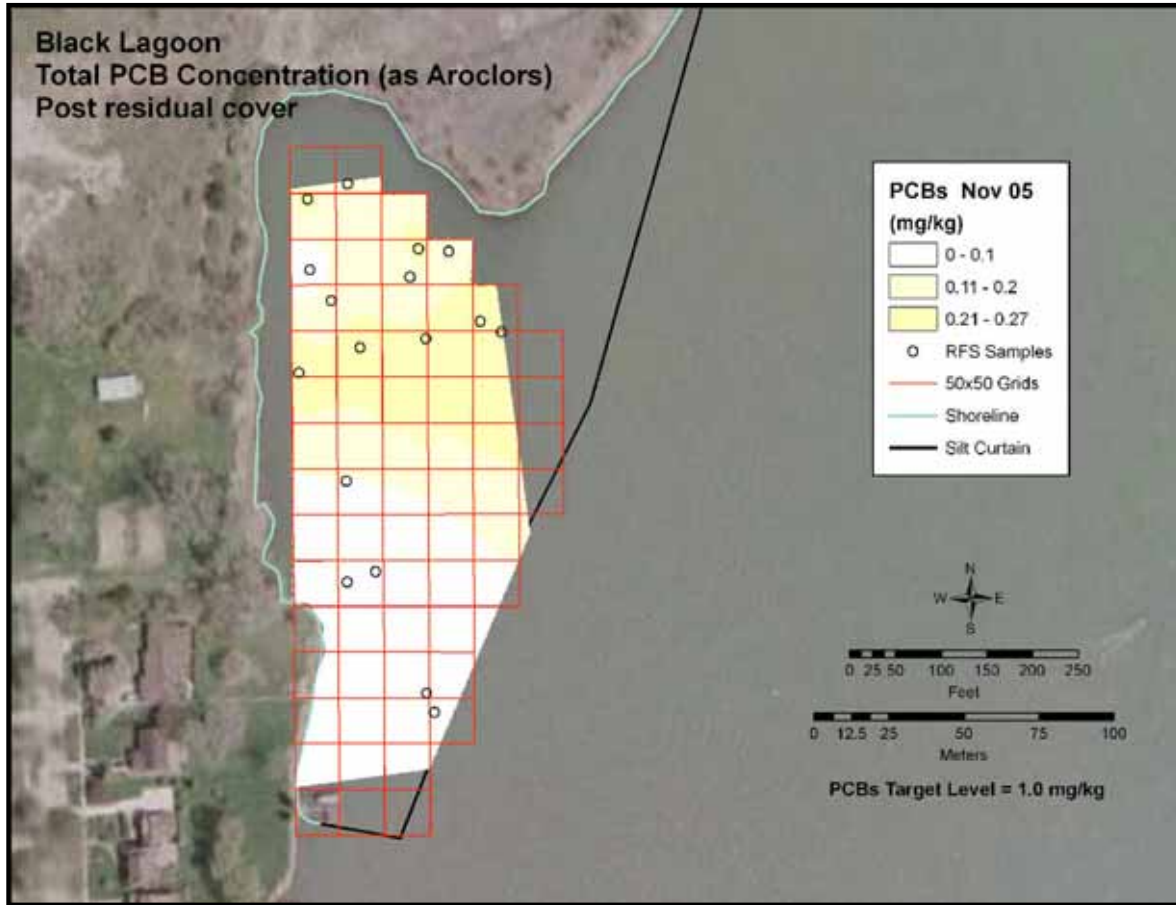 Black Lagoon
Total PCB Concentration (as Aroclors)
Post residual cover
PCBs Nov 05
(mg/kg)
0 - 0.1
0.11 - 0.2
0.21 - 0.27
RFS Samples
50x50 Grids
Shoreline
Silt Curtain
N
W E
S
0 25 50 100 150 200 250
Feet
0 12.5 25 50 75 100
Meters
PCBs Target Level = 1.0 mg/kg